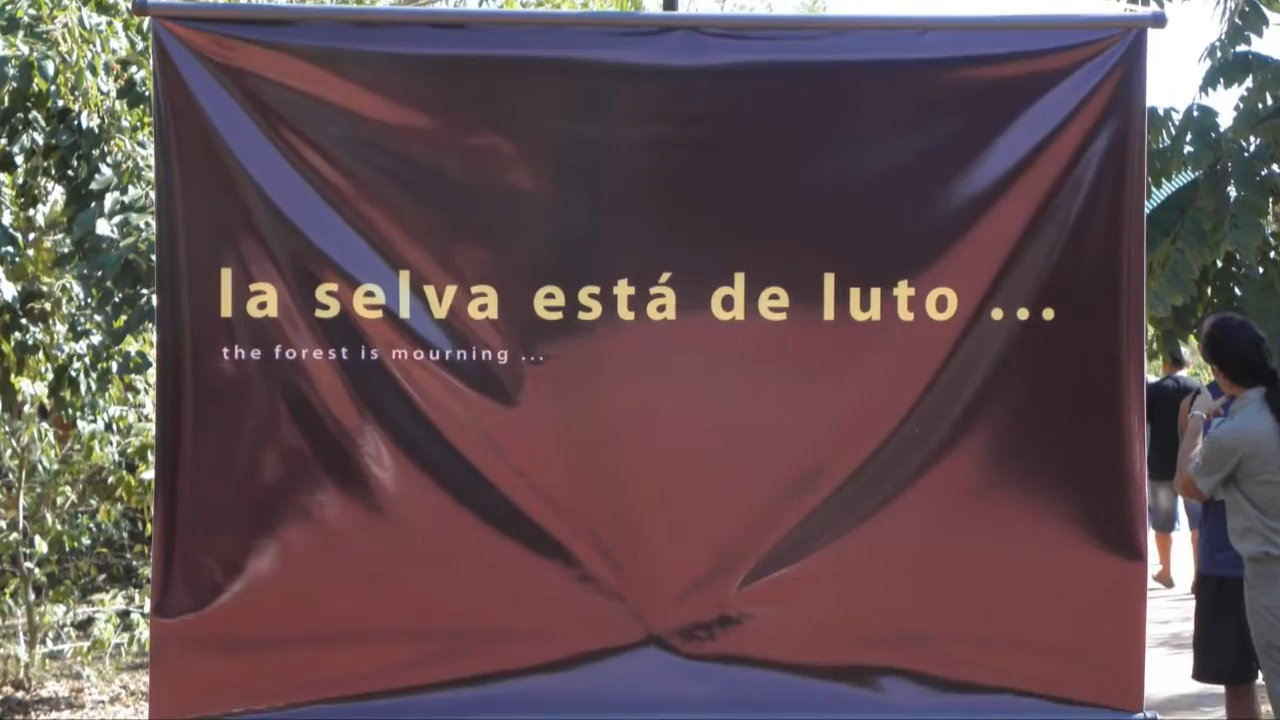 la selva está de luto ...
the forest is mourning ...